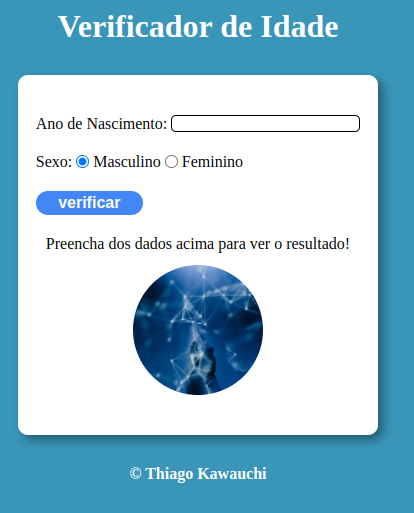 Verificador de Idade
Ano de Nascimento:
Sexo: Masculino Feminino
verificar
Preencha dos dados acima para ver o resultado!
© Thiago Kawauchi